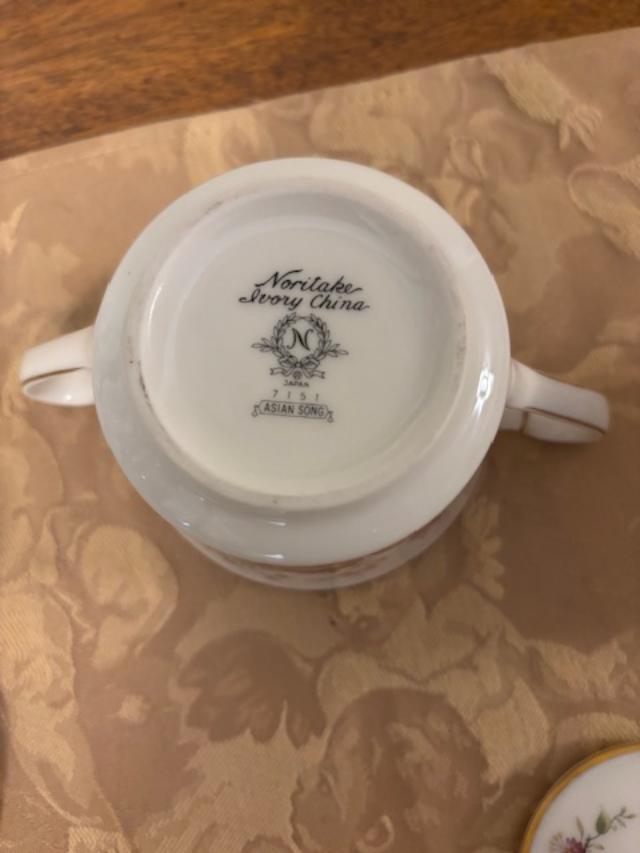 Noritake
Ivory China
N
JAPAN
7151
ASIAN SONG